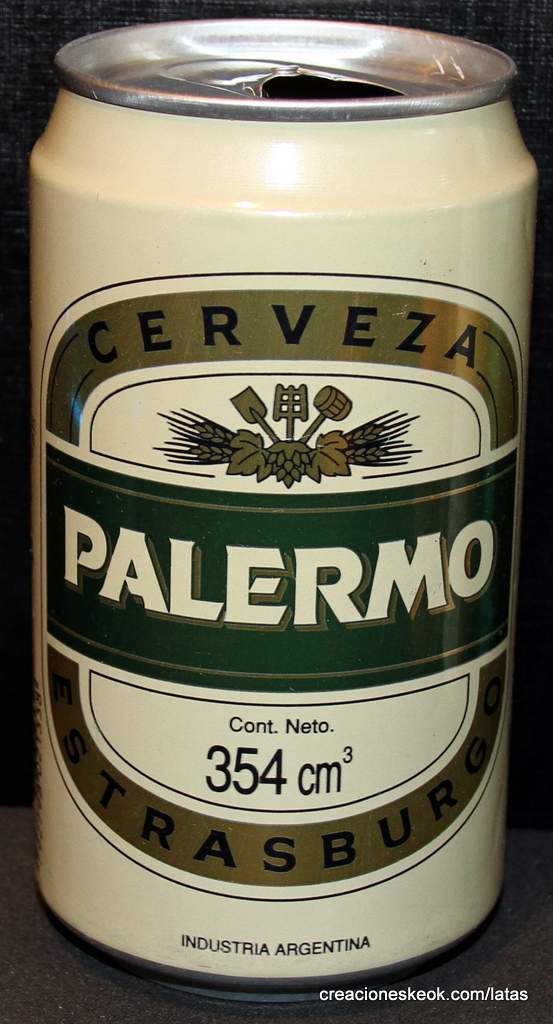 CERVEZA
PALERMO
Cont. Neto.
354 cm³
ESTRASBURGO
INDUSTRIA ARGENTINA
creacioneskeok.com/latas